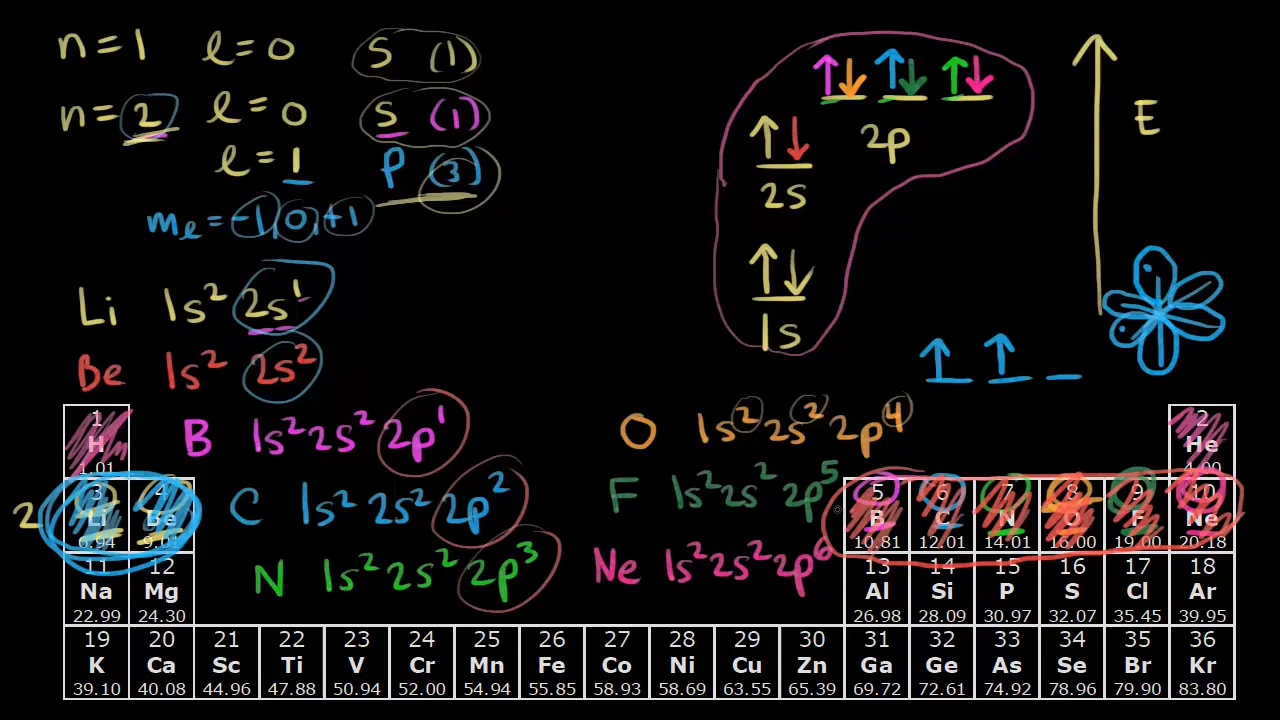 n=1 l=0 S (1)
n=2 l=0 S (1)
l=1 P (3)
mₗ=-1,0,+1
2p
2s
1s
E
Li 1s² 2s¹
Be 1s² 2s²
B 1s² 2s² 2p¹
C 1s² 2s² 2p²
N 1s² 2s² 2p³
O 1s² 2s² 2p⁴
F 1s² 2s² 2p⁵
Ne 1s² 2s² 2p⁶
1 2
H He
1.01 4.00
2
3 4 5 6 7 8 9 10
Li Be B C N O F Ne
6.94 9.01 10.81 12.01 14.01 16.00 19.00 20.18
11 12 13 14 15 16 17 18
Na Mg Al Si P S Cl Ar
22.99 24.30 26.98 28.09 30.97 32.07 35.45 39.95
19 20 21 22 23 24 25 26 27 28 29 30 31 32 33 34 35 36
K Ca Sc Ti V Cr Mn Fe Co Ni Cu Zn Ga Ge As Se Br Kr
39.10 40.08 44.96 47.88 50.94 52.00 54.94 55.85 58.93 58.69 63.55 65.39 69.72 72.61 74.92 78.96 79.90 83.80